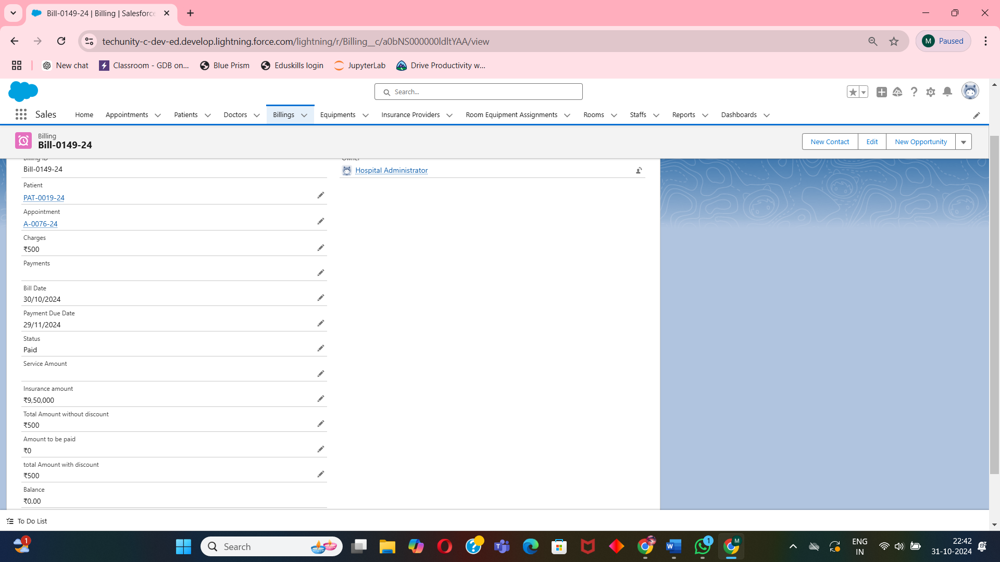 Bill-0149-24 | Billing | Salesforce
techunity-c-dev-ed.develop.lightning.force.com/lightning/r/Billing__c/a0bNS000000ldltYAA/view
M Paused
New chat
Classroom - GDB on...
Blue Prism
Eduskills login
JupyterLab
Drive Productivity w...
Search...
Sales
Home
Appointments
Patients
Doctors
Billings
Equipments
Insurance Providers
Room Equipment Assignments
Rooms
Staffs
Reports
Dashboards
Billing
Bill-0149-24
New Contact
Edit
New Opportunity
Billing ID
Owner
Bill-0149-24
Hospital Administrator
Patient
PAT-0019-24
Appointment
A-0076-24
Charges
₹500
Payments
Bill Date
30/10/2024
Payment Due Date
29/11/2024
Status
Paid
Service Amount
Insurance amount
₹9,50,000
Total Amount without discount
₹500
Amount to be paid
₹0
total Amount with discount
₹500
Balance
₹0.00
To Do List
1
Search
1
M
ENG
IN
22:42
31-10-2024